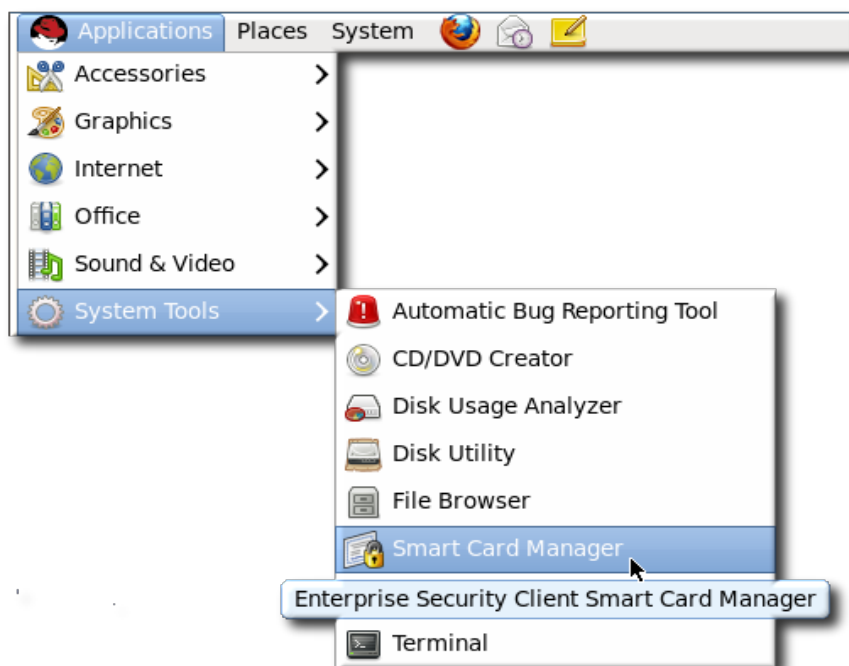 Applications Places System
Accessories
Graphics
Internet
Office
Sound & Video
System Tools
Automatic Bug Reporting Tool
CD/DVD Creator
Disk Usage Analyzer
Disk Utility
File Browser
Smart Card Manager
Enterprise Security Client Smart Card Manager
Terminal